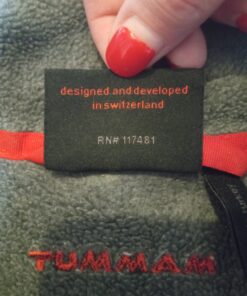 designed and developed
in switzerland
RN# 117481
TUMMAM